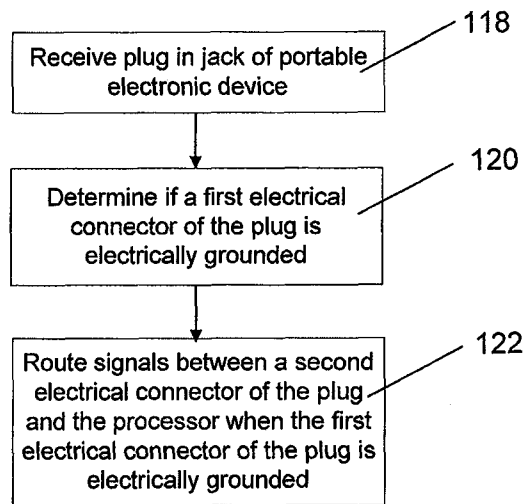 118
Receive plug in jack of portable
electronic device
120
Determine if a first electrical
connector of the plug is
electrically grounded
122
Route signals between a second
electrical connector of the plug
and the processor when the first
electrical connector of the plug is
electrically grounded